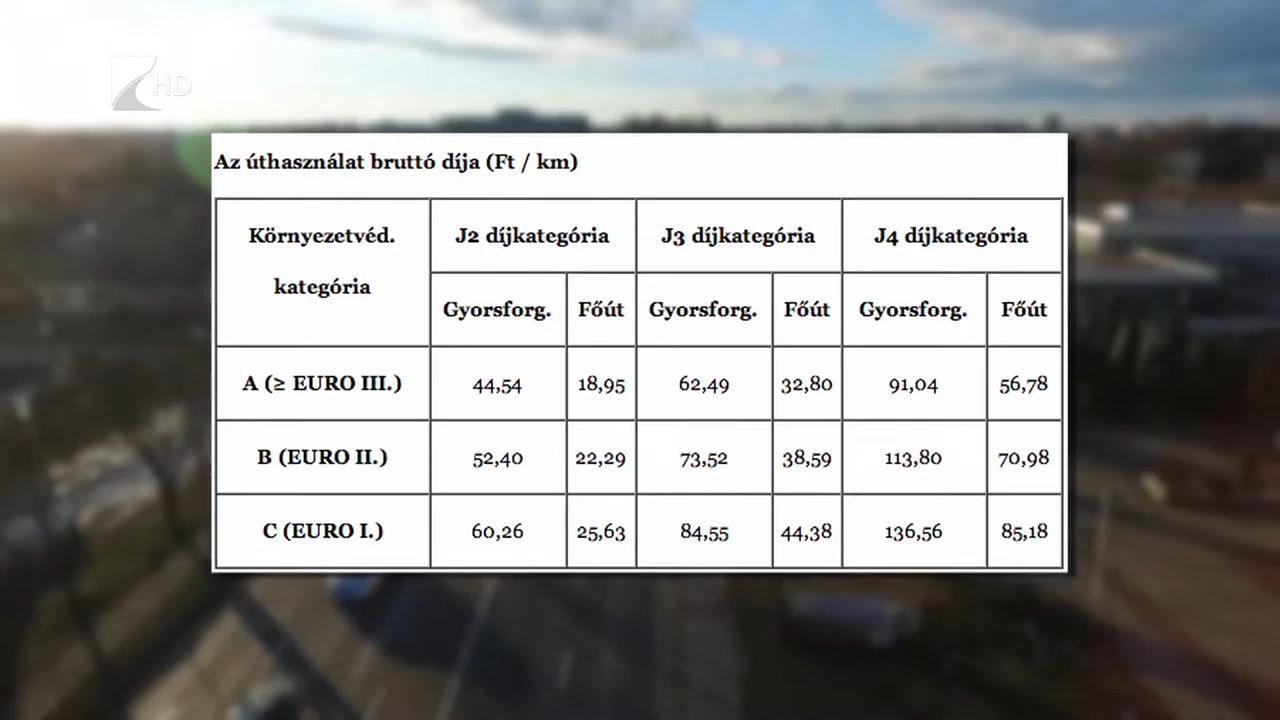 HD
Az úthasználat bruttó díja (Ft / km)
Környezetvéd. kategória J2 díjkategória J3 díjkategória J4 díjkategória
Gyorsforg. Főút Gyorsforg. Főút Gyorsforg. Főút
A (≥ EURO III.) 44,54 18,95 62,49 32,80 91,04 56,78
B (EURO II.) 52,40 22,29 73,52 38,59 113,80 70,98
C (EURO I.) 60,26 25,63 84,55 44,38 136,56 85,18